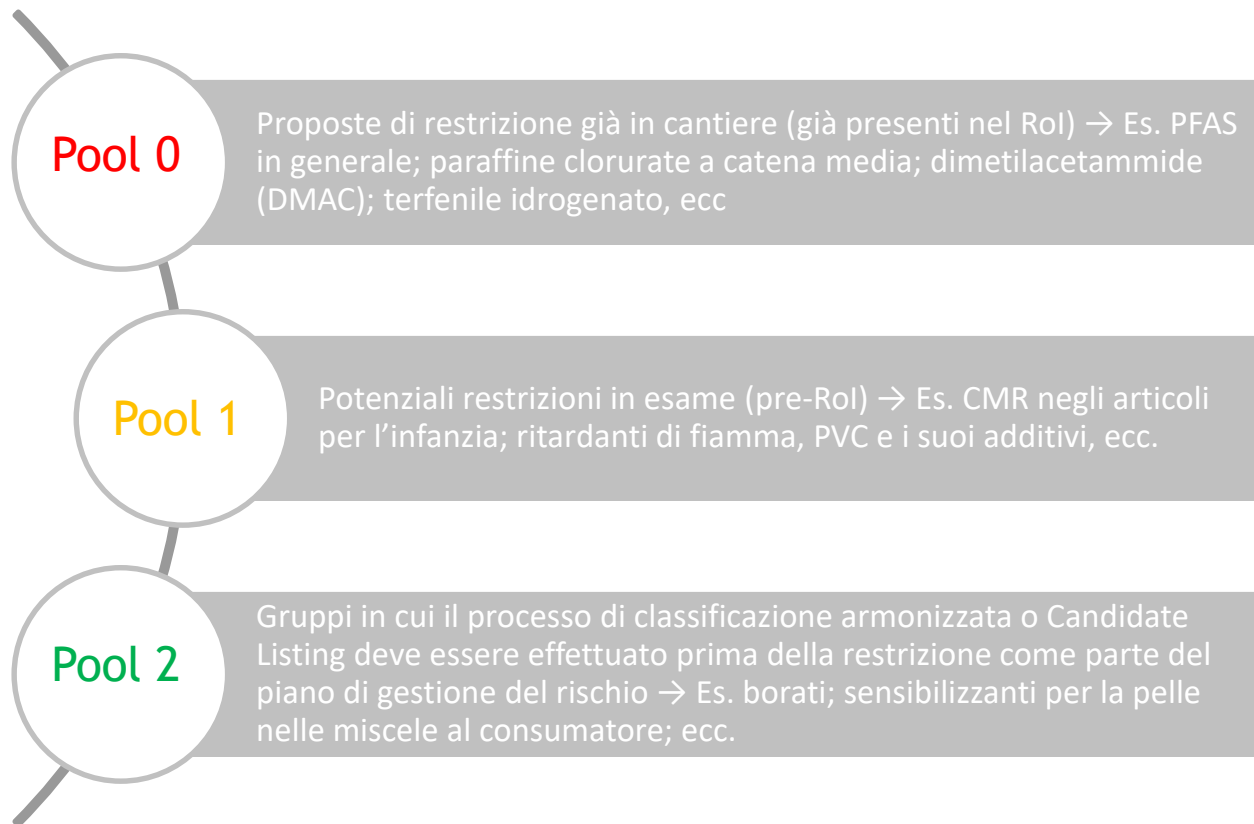 Pool 0
Proposte di restrizione già in cantiere (già presenti nel RoI) → Es. PFAS
in generale; paraffine clorurate a catena media; dimetilacetammide
(DMAC); terfenile idrogenato, ecc
Pool 1
Potenziali restrizioni in esame (pre-RoI) → Es. CMR negli articoli
per l’infanzia; ritardanti di fiamma, PVC e i suoi additivi, ecc.
Pool 2
Gruppi in cui il processo di classificazione armonizzata o Candidate
Listing deve essere effettuato prima della restrizione come parte del
piano di gestione del rischio → Es. borati; sensibilizzanti per la pelle
nelle miscele al consumatore; ecc.